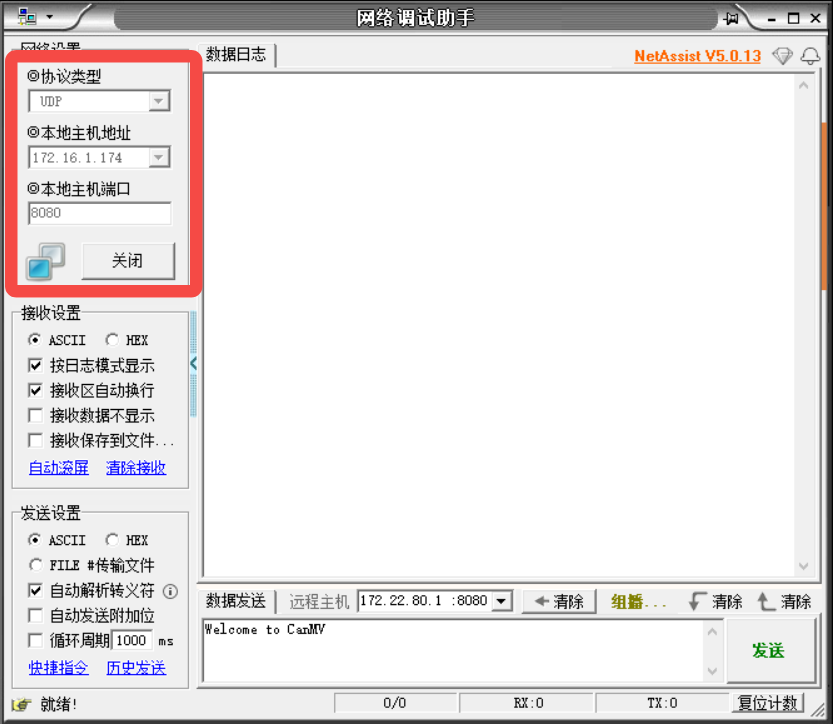 网络调试助手
网络设置
数据日志
NetAssist V5.0.13
协议类型
UDP
本地主机地址
172.16.1.174
本地主机端口
8080
关闭
接收设置
ASCII HEX
按日志模式显示
接收区自动换行
接收数据不显示
接收保存到文件...
自动滚屏 清除接收
发送设置
ASCII HEX
FILE #传输文件
自动解析转义符
自动发送附加位
循环周期 1000 ms
快捷指令 历史发送
数据发送 远程主机 172.22.80.1 :8080 清除 组播... 清除 清除
Welcome to CanMV
发送
就绪! 0/0 RX:0 TX:0 复位计数